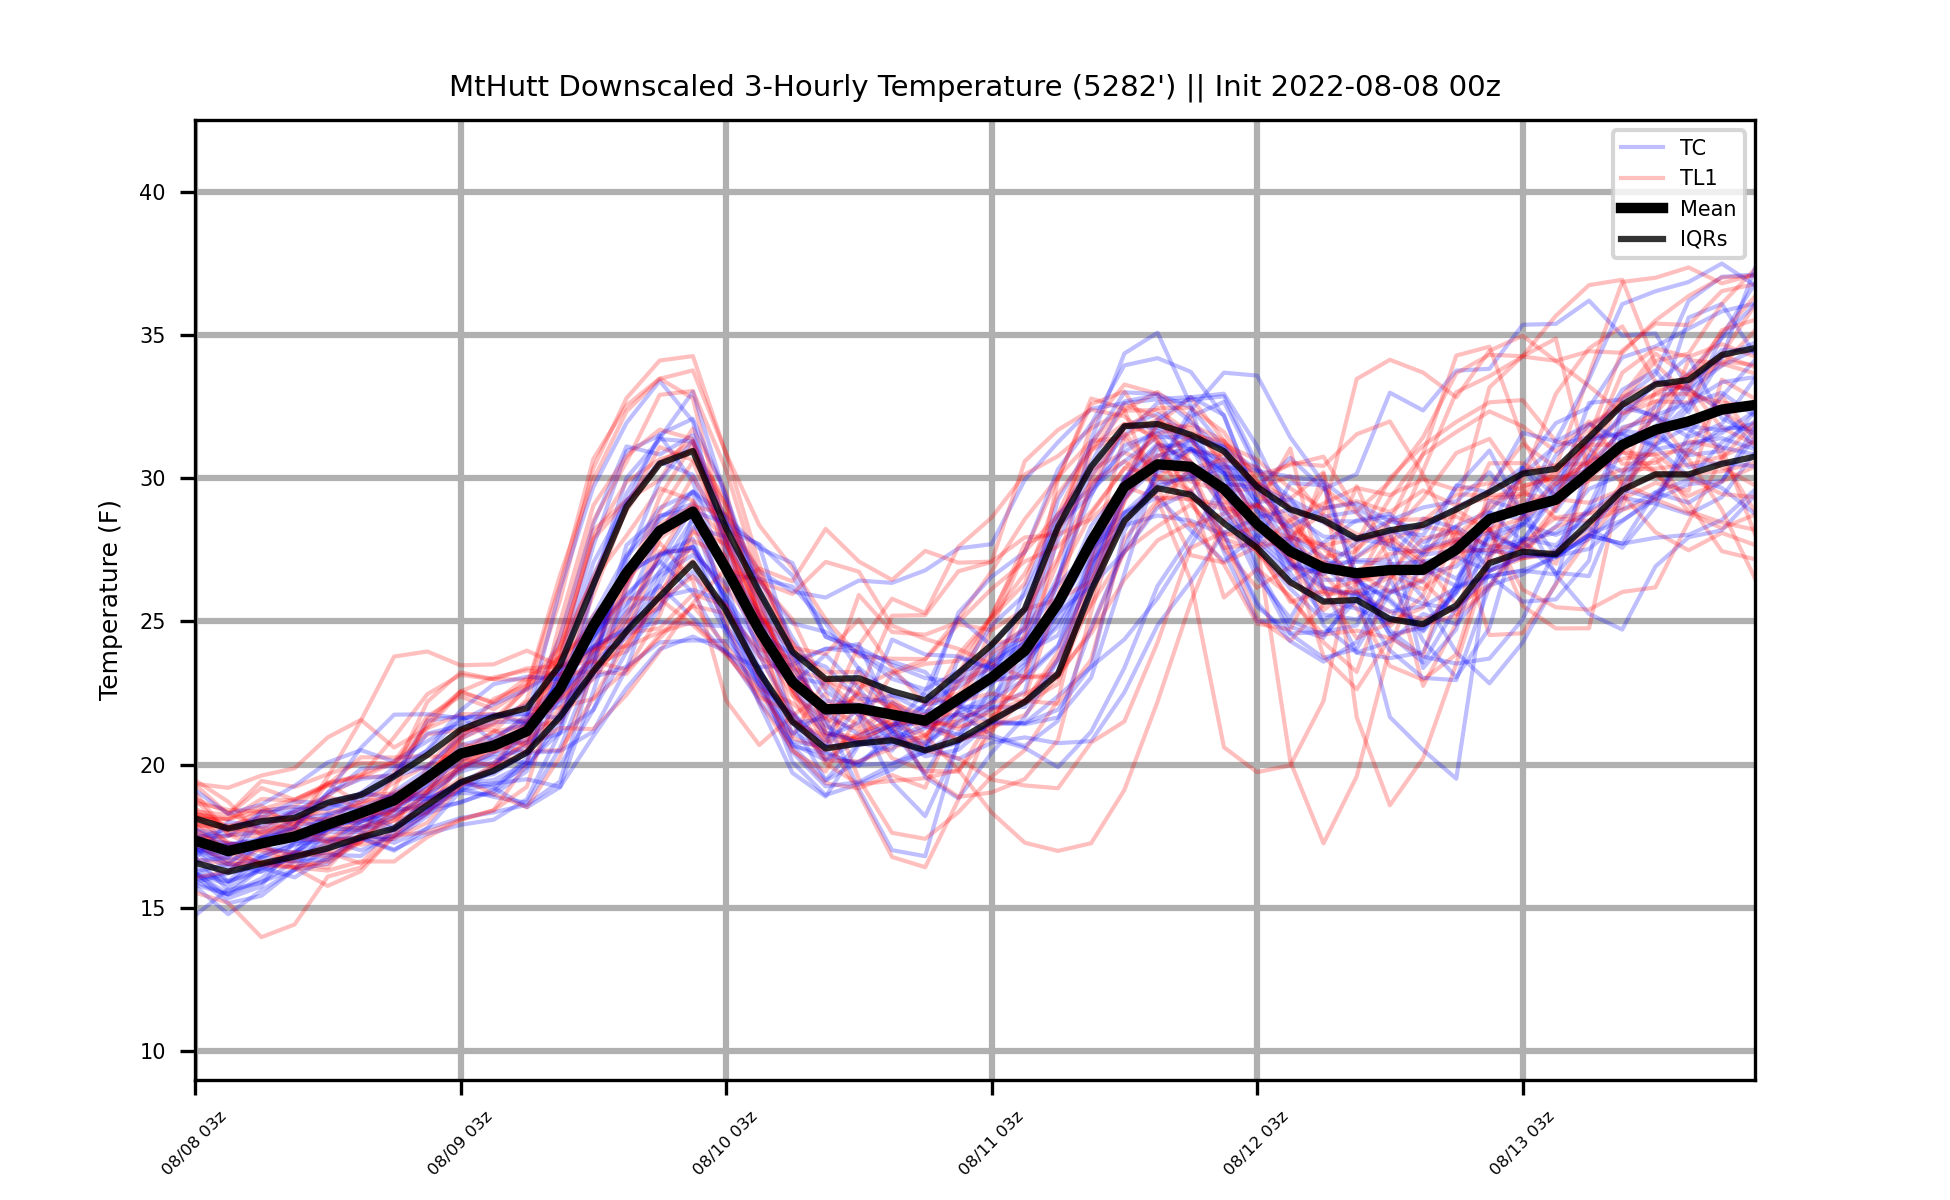 MtHutt Downscaled 3-Hourly Temperature (5282') || Init 2022-08-08 00z
TC
TL1
Mean
IQRs
Temperature (F)
40
35
30
25
20
15
10
08/08 03z
08/09 03z
08/10 03z
08/11 03z
08/12 03z
08/13 03z